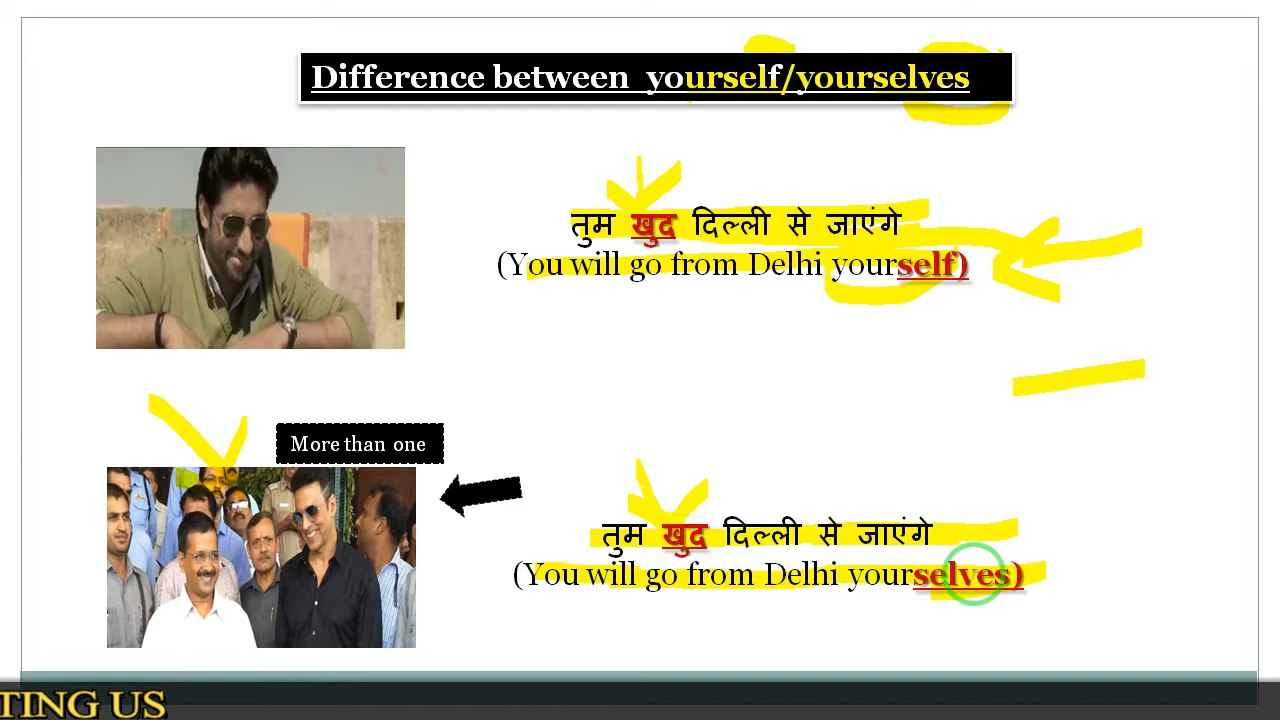 Difference between yourself/yourselves
तुम खुद दिल्ली से जाएंगे
(You will go from Delhi yourself)
More than one
तुम खुद दिल्ली से जाएंगे
(You will go from Delhi yourselves)
TING US